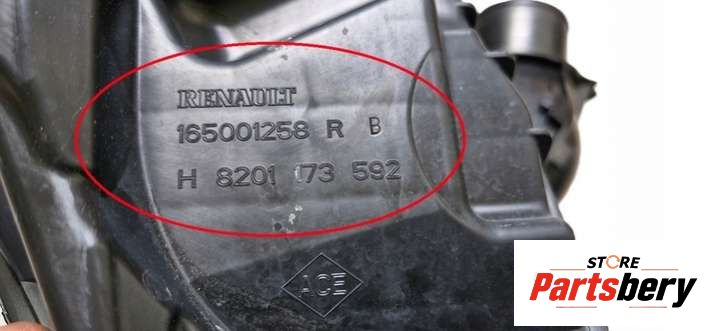 RENAULT
165001258 R B
H 8201 173 592
ACE
STORE
Partsbery